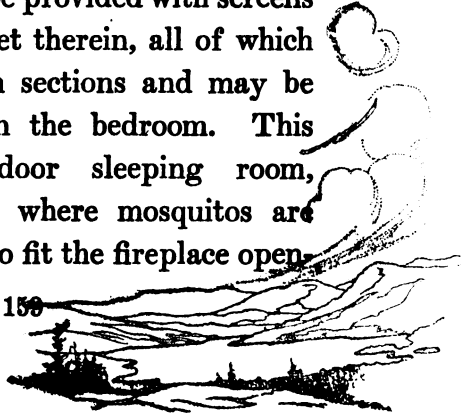 provided with screens
et therein, all of which
sections and may be
the bedroom. This
door sleeping room,
where mosquitos are
o fit the fireplace open-
159